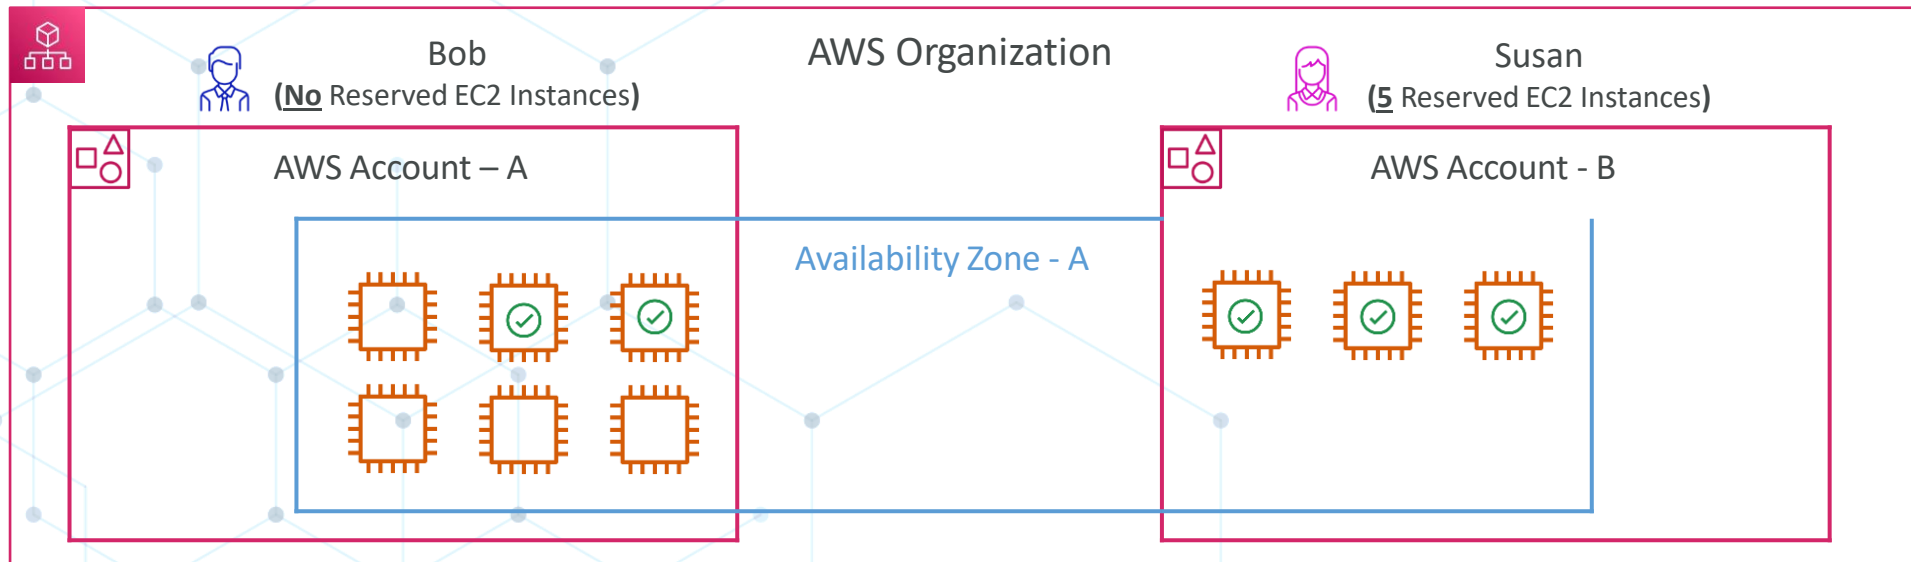 Bob
(No Reserved EC2 Instances)
AWS Organization
Susan
(5 Reserved EC2 Instances)
AWS Account – A
AWS Account - B
Availability Zone - A